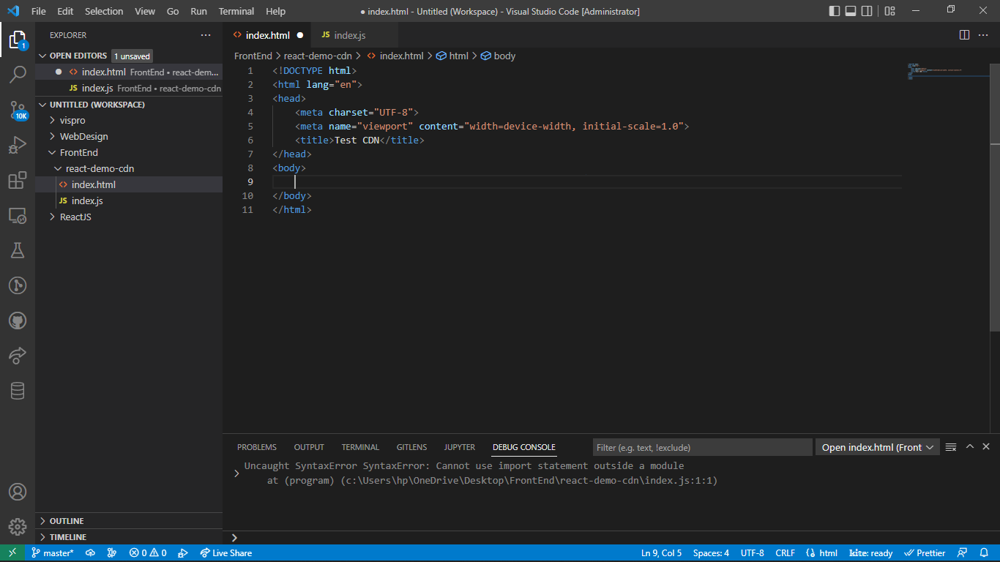 File Edit Selection View Go Run Terminal Help
● index.html - Untitled (Workspace) - Visual Studio Code [Administrator]
EXPLORER
OPEN EDITORS 1 unsaved
index.html FrontEnd • react-dem...
JS index.js FrontEnd • react-demo-cdn
UNTITLED (WORKSPACE)
vispro
WebDesign
FrontEnd
react-demo-cdn
index.html
JS index.js
ReactJS
OUTLINE
TIMELINE
1
10K
index.html
JS index.js
FrontEnd > react-demo-cdn > index.html > html > body
1 <!DOCTYPE html>
2 <html lang="en">
3 <head>
4 <meta charset="UTF-8">
5 <meta name="viewport" content="width=device-width, initial-scale=1.0">
6 <title>Test CDN</title>
7 </head>
8 <body>
9
10 </body>
11 </html>
PROBLEMS OUTPUT TERMINAL GITLENS JUPYTER DEBUG CONSOLE Filter (e.g. text, !exclude) Open index.html (Front
Uncaught SyntaxError SyntaxError: Cannot use import statement outside a module
at (program) (c:\Users\hp\OneDrive\Desktop\FrontEnd\react-demo-cdn\index.js:1:1)
master* 0 0 Live Share Ln 9, Col 5 Spaces: 4 UTF-8 CRLF html kite: ready Prettier